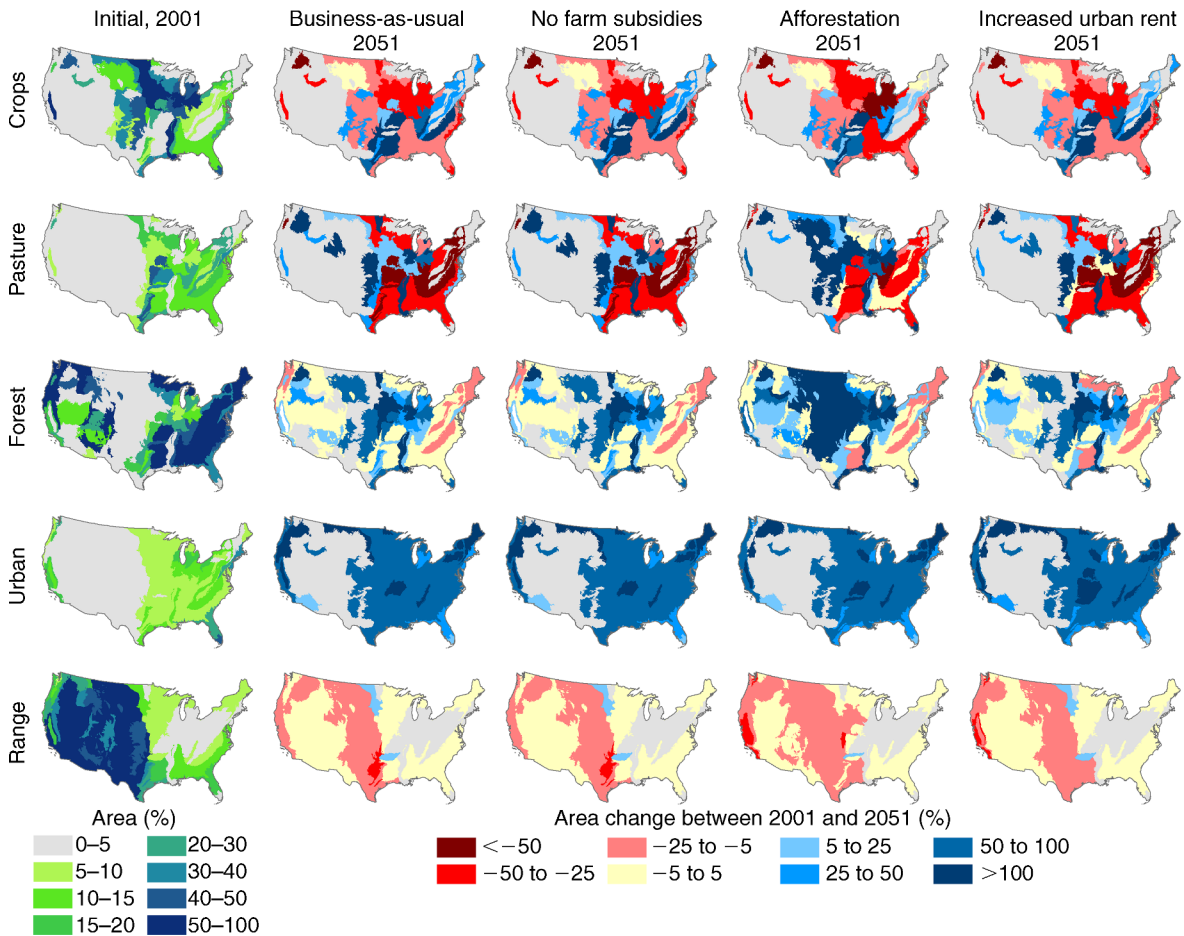 Initial, 2001
Business-as-usual
2051
No farm subsidies
2051
Afforestation
2051
Increased urban rent
2051
Crops
Pasture
Forest
Urban
Range
Area (%)
0–5
20–30
5–10
30–40
10–15
40–50
15–20
50–100
Area change between 2001 and 2051 (%)
<−50
−25 to −5
5 to 25
50 to 100
−50 to −25
−5 to 5
25 to 50
>100